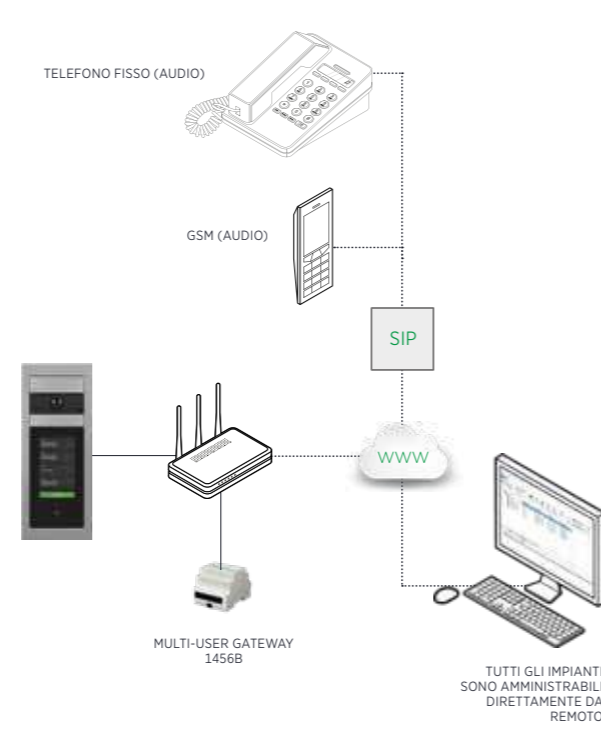 TELEFONO FISSO (AUDIO)
GSM (AUDIO)
SIP
WWW
MULTI-USER GATEWAY
1456B
TUTTI GLI IMPIANTI
SONO AMMINISTRABILI
DIRETTAMENTE DA
REMOTO